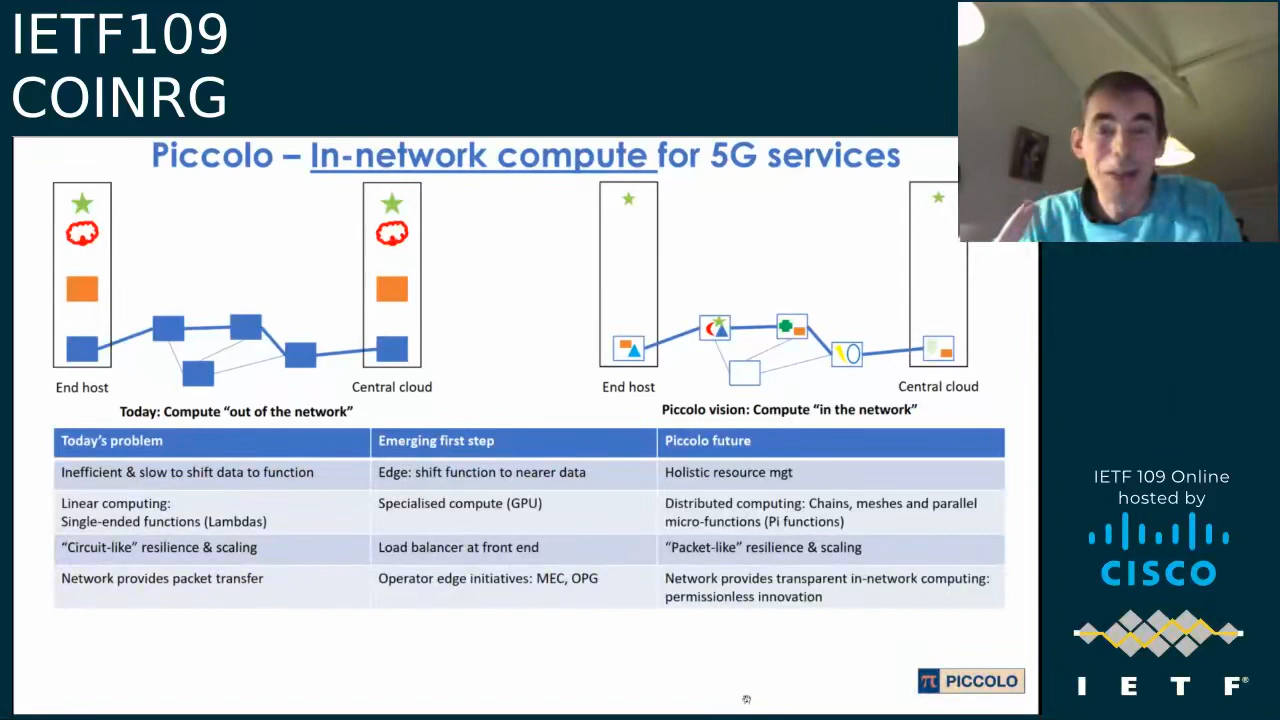 IETF109
COINRG
Piccolo – In-network compute for 5G services
End host
Central cloud
End host
Central cloud
Today: Compute “out of the network”
Piccolo vision: Compute “in the network”
Today’s problem
Emerging first step
Piccolo future
Inefficient & slow to shift data to function
Edge: shift function to nearer data
Holistic resource mgt
Linear computing:
Single-ended functions (Lambdas)
Specialised compute (GPU)
Distributed computing: Chains, meshes and parallel
micro-functions (Pi functions)
“Circuit-like” resilience & scaling
Load balancer at front end
“Packet-like” resilience & scaling
Network provides packet transfer
Operator edge initiatives: MEC, OPG
Network provides transparent in-network computing:
permissionless innovation
π PICCOLO
IETF 109 Online
hosted by
CISCO
I E T F®